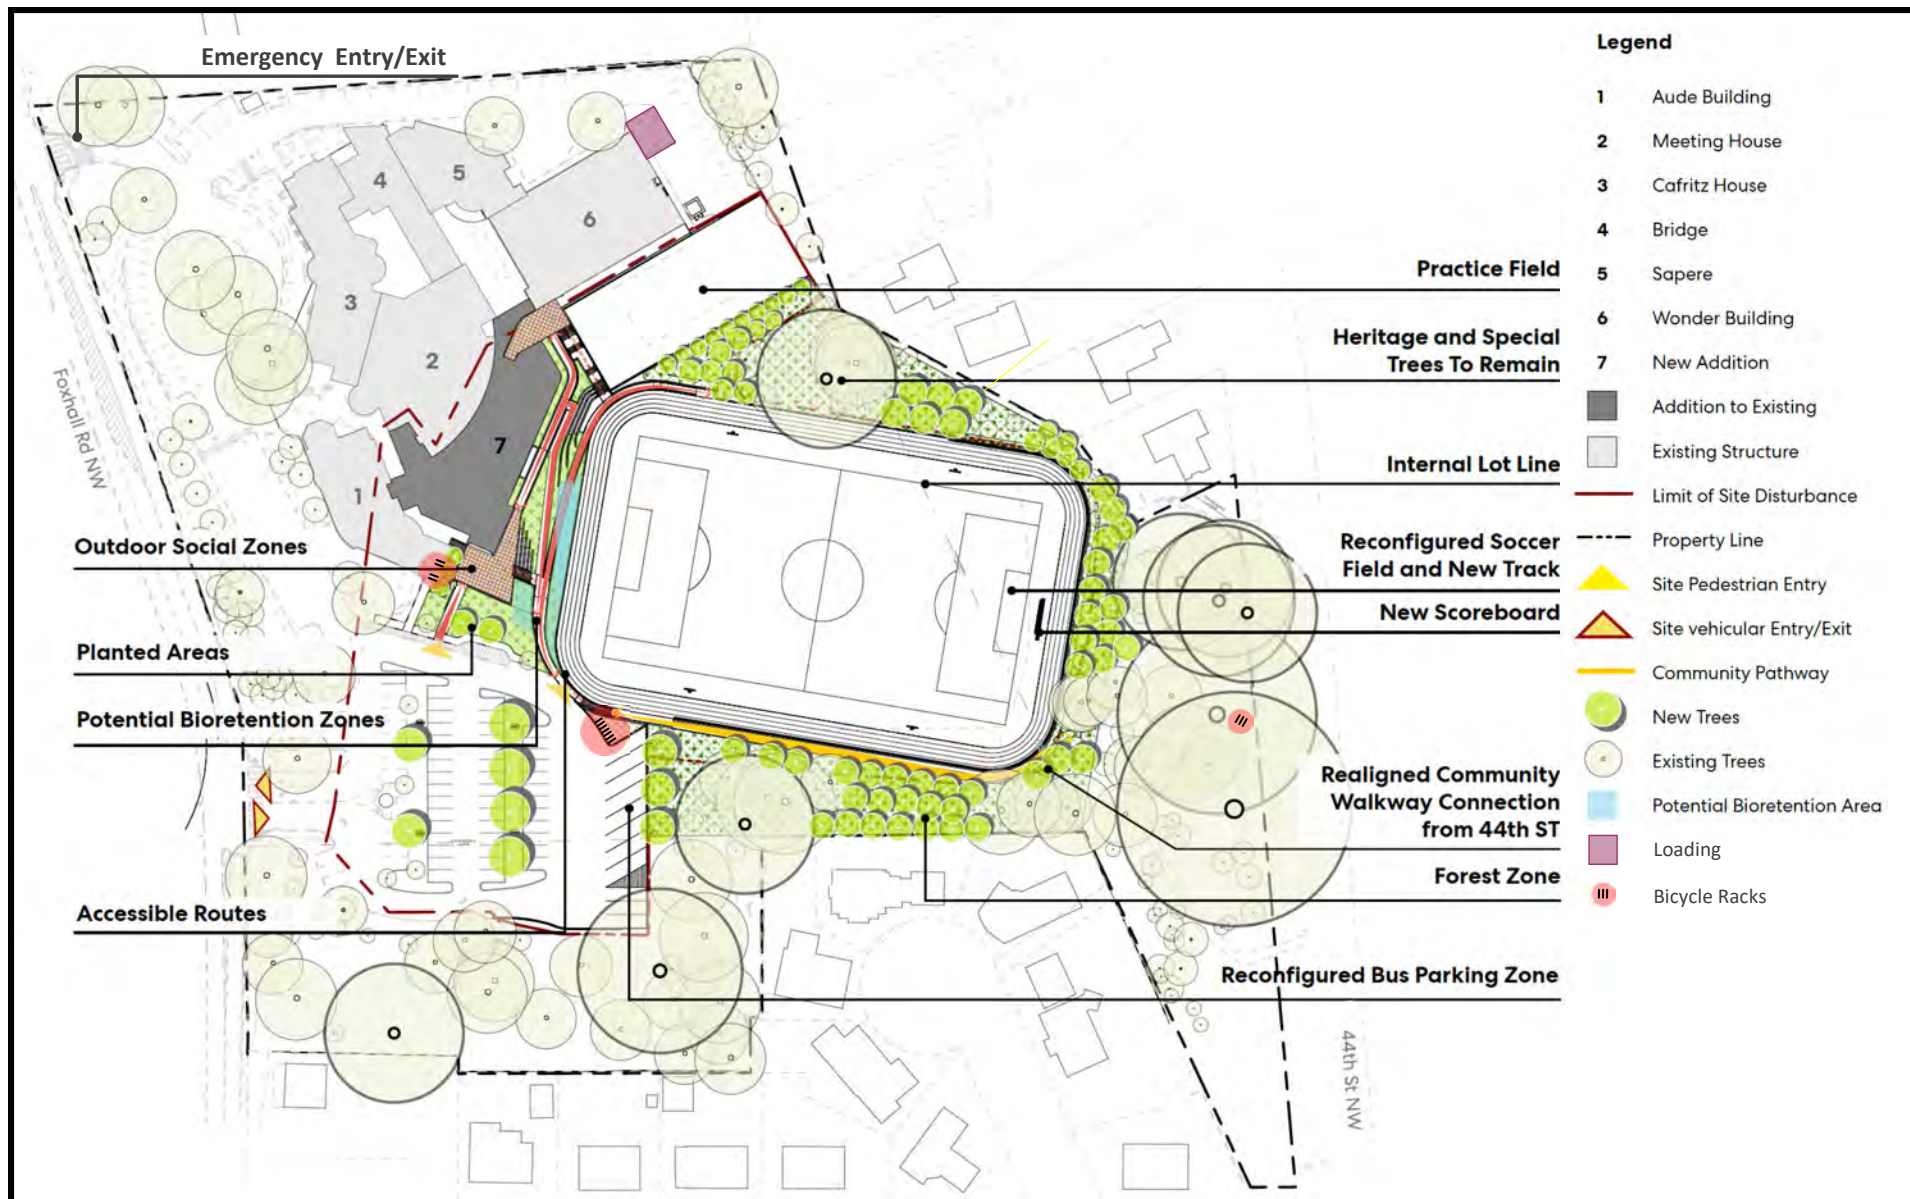 Emergency Entry/Exit
4
5
6
3
2
7
1
Foxhall Rd NW
Outdoor Social Zones
Planted Areas
Potential Bioretention Zones
Accessible Routes
Practice Field
Heritage and Special
Trees To Remain
Internal Lot Line
Reconfigured Soccer
Field and New Track
New Scoreboard
Realigned Community
Walkway Connection
from 44th ST
Forest Zone
Reconfigured Bus Parking Zone
44th St NW
Legend
1 Aude Building
2 Meeting House
3 Cafritz House
4 Bridge
5 Sapere
6 Wonder Building
7 New Addition
Addition to Existing
Existing Structure
Limit of Site Disturbance
Property Line
Site Pedestrian Entry
Site vehicular Entry/Exit
Community Pathway
New Trees
Existing Trees
Potential Bioretention Area
Loading
Bicycle Racks